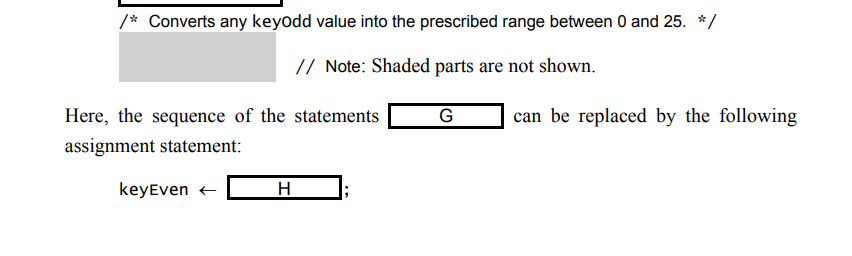 /* Converts any keyOdd value into the prescribed range between 0 and 25. */
// Note: Shaded parts are not shown.
Here, the sequence of the statements G can be replaced by the following
assignment statement:
keyEven ← H ;